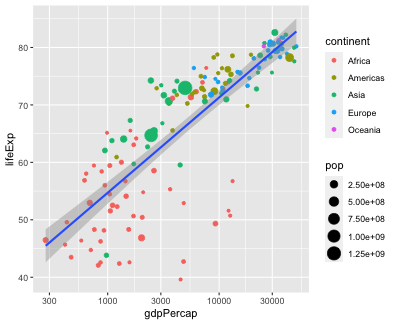 continent
Africa
Americas
Asia
Europe
Oceania
pop
2.50e+08
5.00e+08
7.50e+08
1.00e+09
1.25e+09
lifeExp
80
70
60
50
40
300
1000
3000
10000
30000
gdpPercap